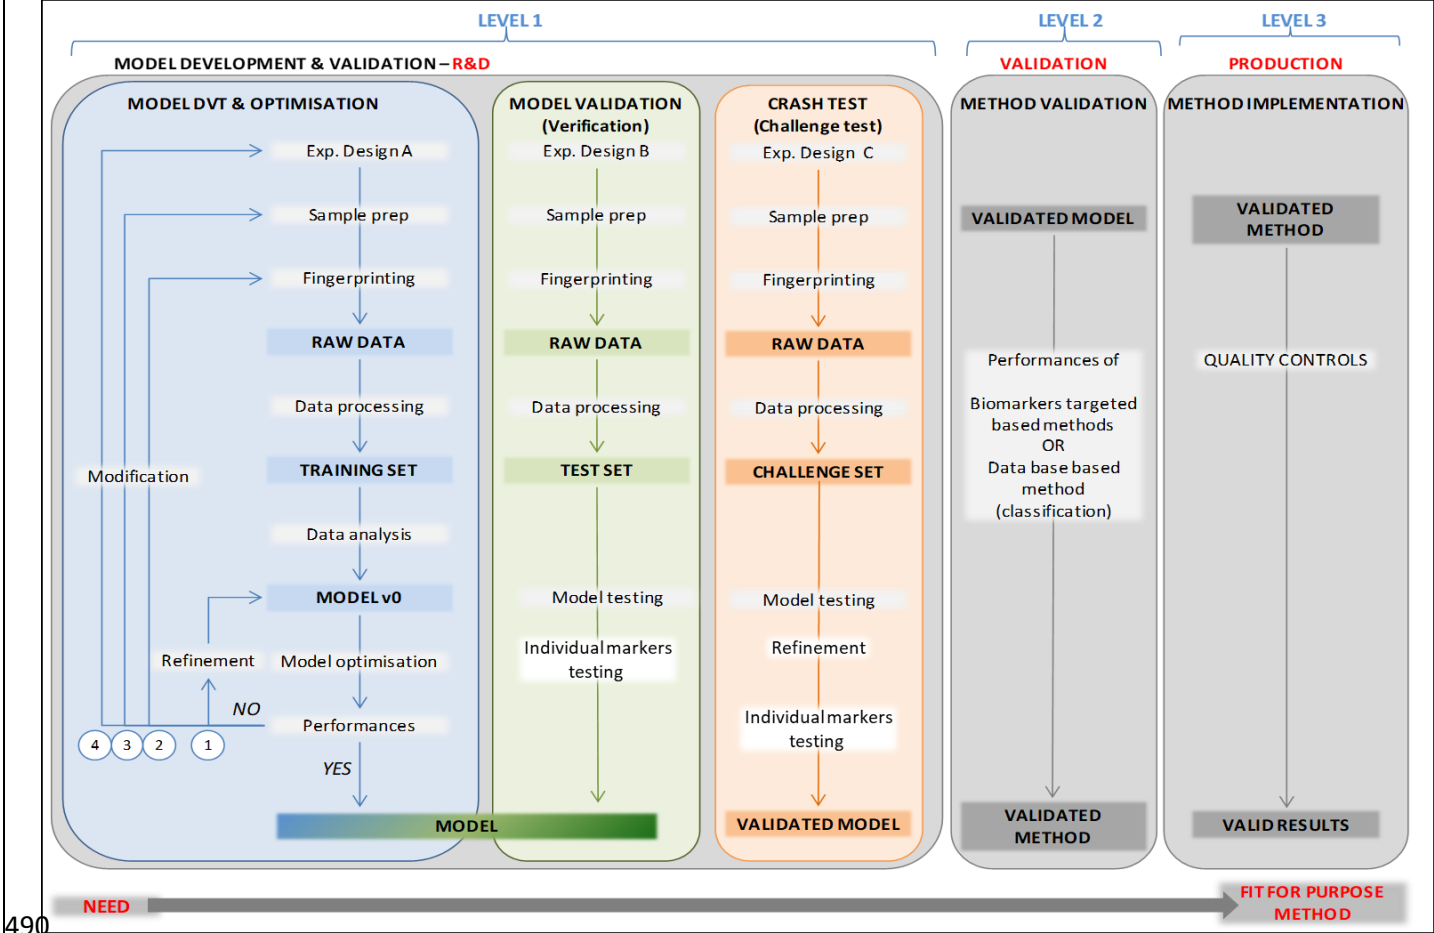 LEVEL 1
LEVEL 2
LEVEL 3
MODEL DEVELOPMENT & VALIDATION – R&D
VALIDATION
PRODUCTION
MODEL DVT & OPTIMISATION
Exp. Design A
Sample prep
Fingerprinting
RAW DATA
Data processing
Modification
TRAINING SET
Data analysis
MODEL v0
Refinement
Model optimisation
NO
Performances
4
3
2
1
YES
MODEL
MODEL VALIDATION
(Verification)
Exp. Design B
Sample prep
Fingerprinting
RAW DATA
Data processing
TEST SET
Model testing
Individual markers
testing
CRASH TEST
(Challenge test)
Exp. Design C
Sample prep
Fingerprinting
RAW DATA
Data processing
CHALLENGE SET
Model testing
Refinement
Individual markers
testing
VALIDATED MODEL
METHOD VALIDATION
VALIDATED MODEL
Performances of
Biomarkers targeted
based methods
OR
Data base based
method
(classification)
VALIDATED
METHOD
METHOD IMPLEMENTATION
VALIDATED
METHOD
QUALITY CONTROLS
VALID RESULTS
NEED
FIT FOR PURPOSE
METHOD
490